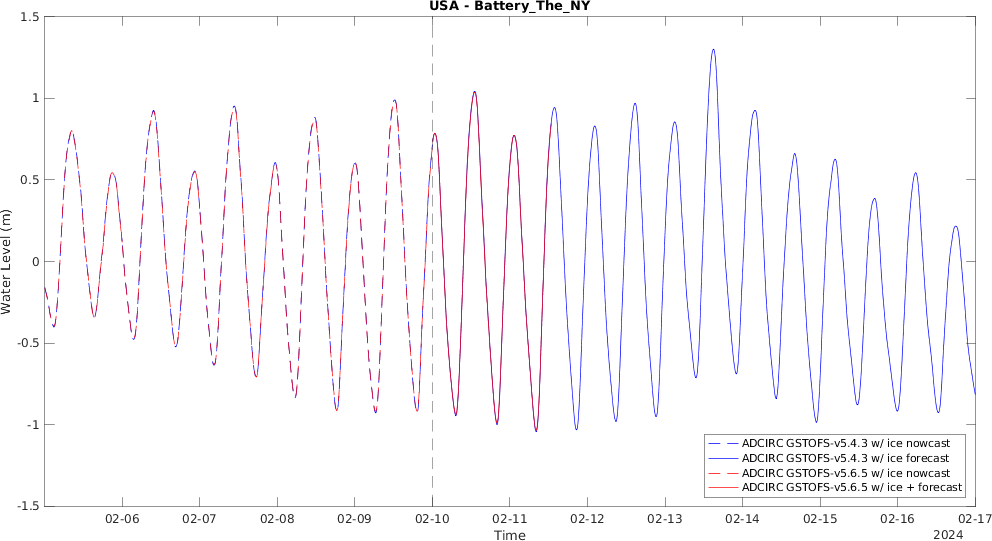 USA - Battery_The_NY
1.5
1
0.5
0
-0.5
-1
-1.5
Water Level (m)
ADCIRC GSTOFS-v5.4.3 w/ ice nowcast
ADCIRC GSTOFS-v5.4.3 w/ ice forecast
ADCIRC GSTOFS-v5.6.5 w/ ice nowcast
ADCIRC GSTOFS-v5.6.5 w/ ice + forecast
02-06 02-07 02-08 02-09 02-10 02-11 02-12 02-13 02-14 02-15 02-16 02-17
Time
2024